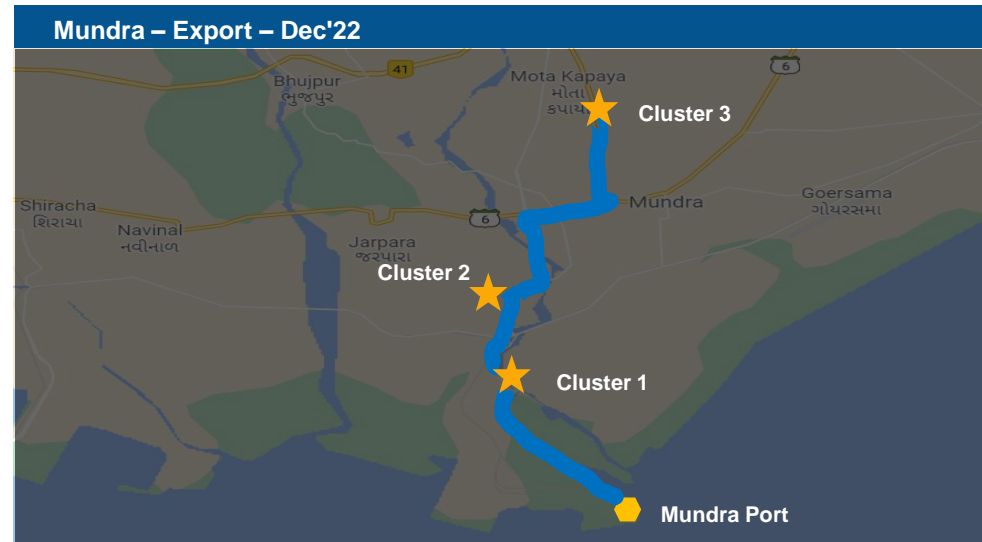 Mundra – Export – Dec'22
41
6
Bhujpur
ભુજપુર
Mota Kapaya
મોતા
કપાયા
Cluster 3
Shiracha
શિરાચા
Navinal
નવીનાળ
6
Mundra
Goersama
ગોયરસમા
Jarpara
જરપારા
Cluster 2
Cluster 1
Mundra Port